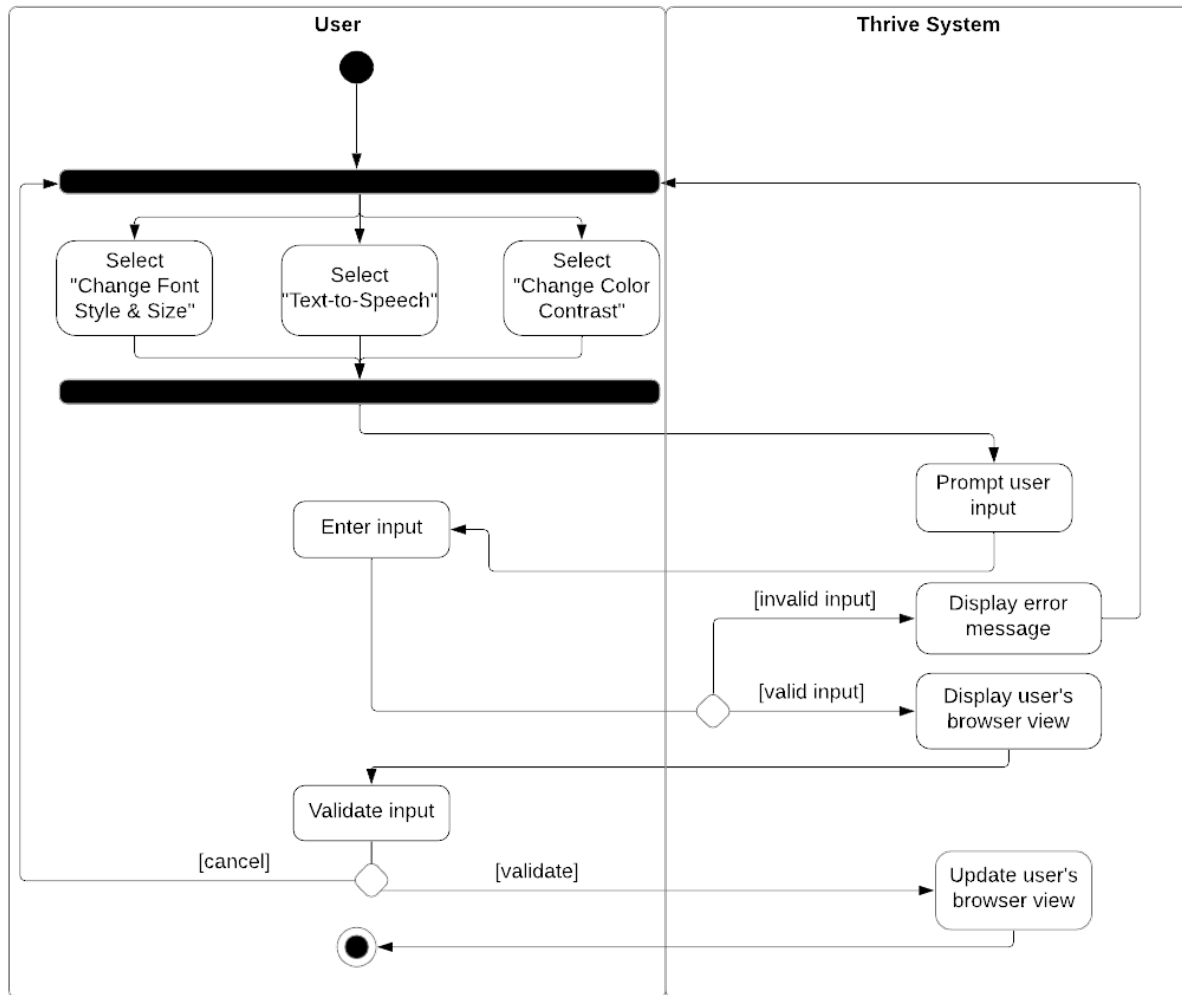 User
Thrive System
Select
"Change Font
Style & Size"
Select
"Text-to-Speech"
Select
"Change Color
Contrast"
Prompt user
input
Enter input
[invalid input]
Display error
message
[valid input]
Display user's
browser view
Validate input
[cancel]
[validate]
Update user's
browser view